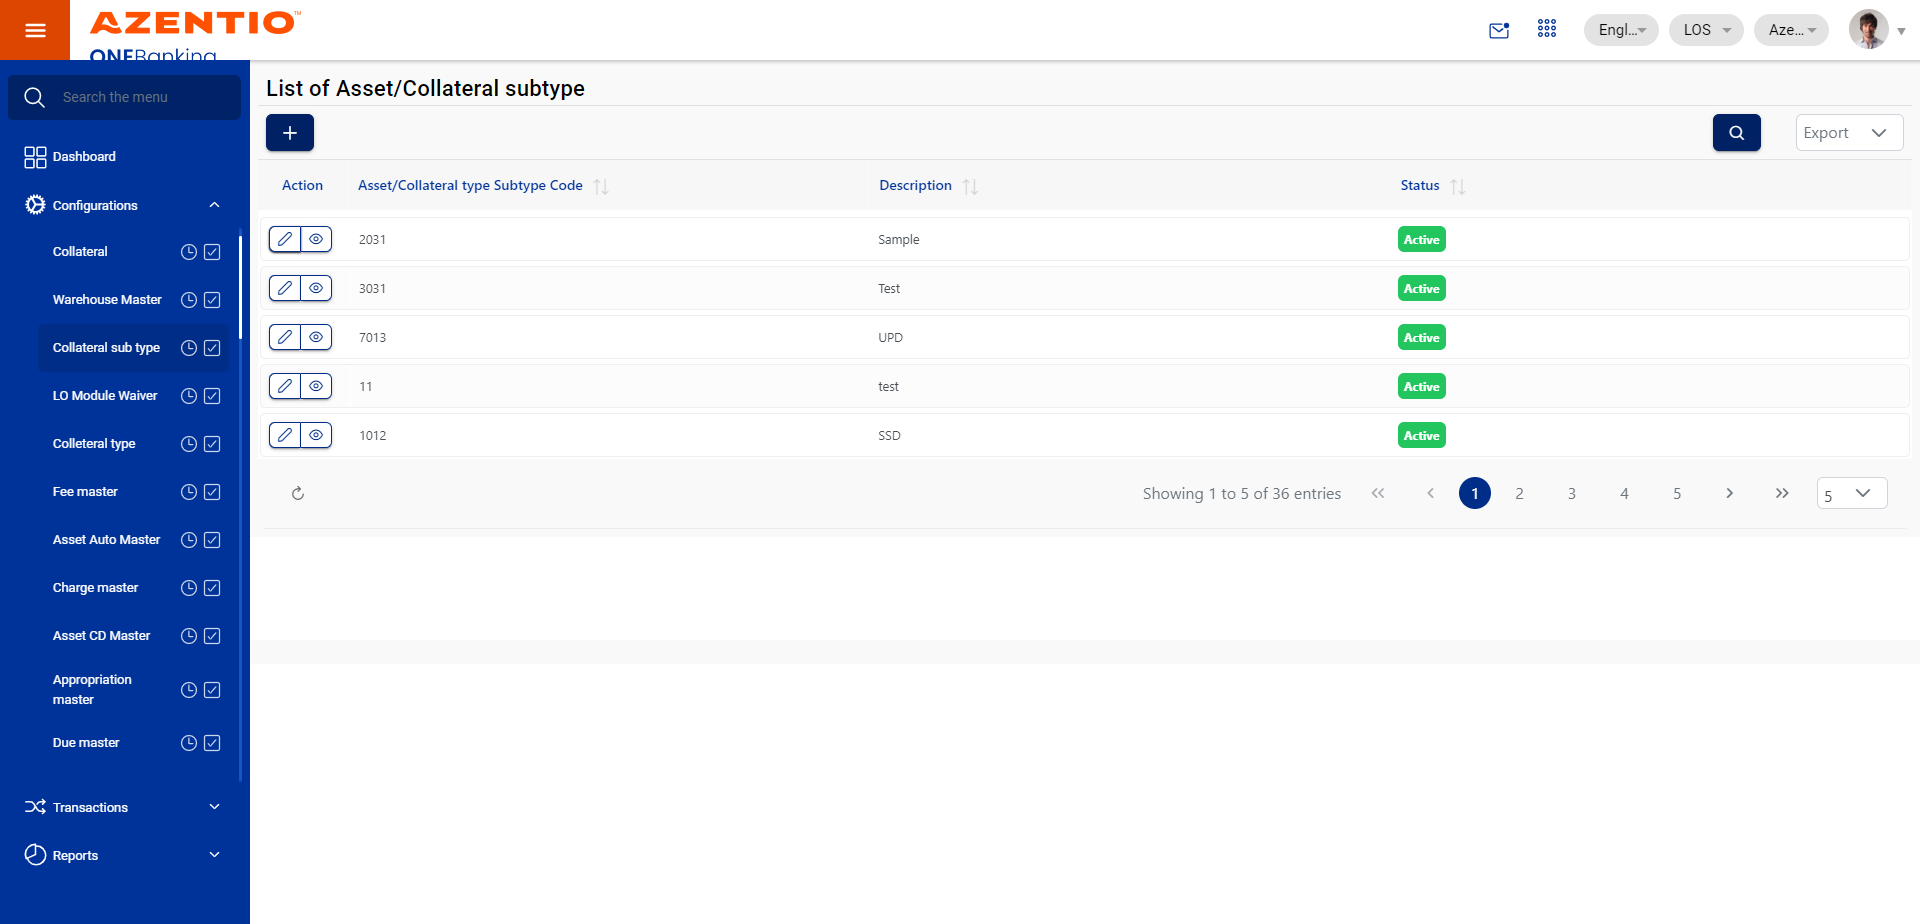 AZENTIO™
ONEBanking
Engl...
LOS
Aze...
Search the menu
Dashboard
Configurations
Collateral
Warehouse Master
Collateral sub type
LO Module Waiver
Colleteral type
Fee master
Asset Auto Master
Charge master
Asset CD Master
Appropriation
master
Due master
Transactions
Reports
List of Asset/Collateral subtype
+
Export
Action Asset/Collateral type Subtype Code Description Status
2031 Sample Active
3031 Test Active
7013 UPD Active
11 test Active
1012 SSD Active
Showing 1 to 5 of 36 entries << < 1 2 3 4 5 > >> 5